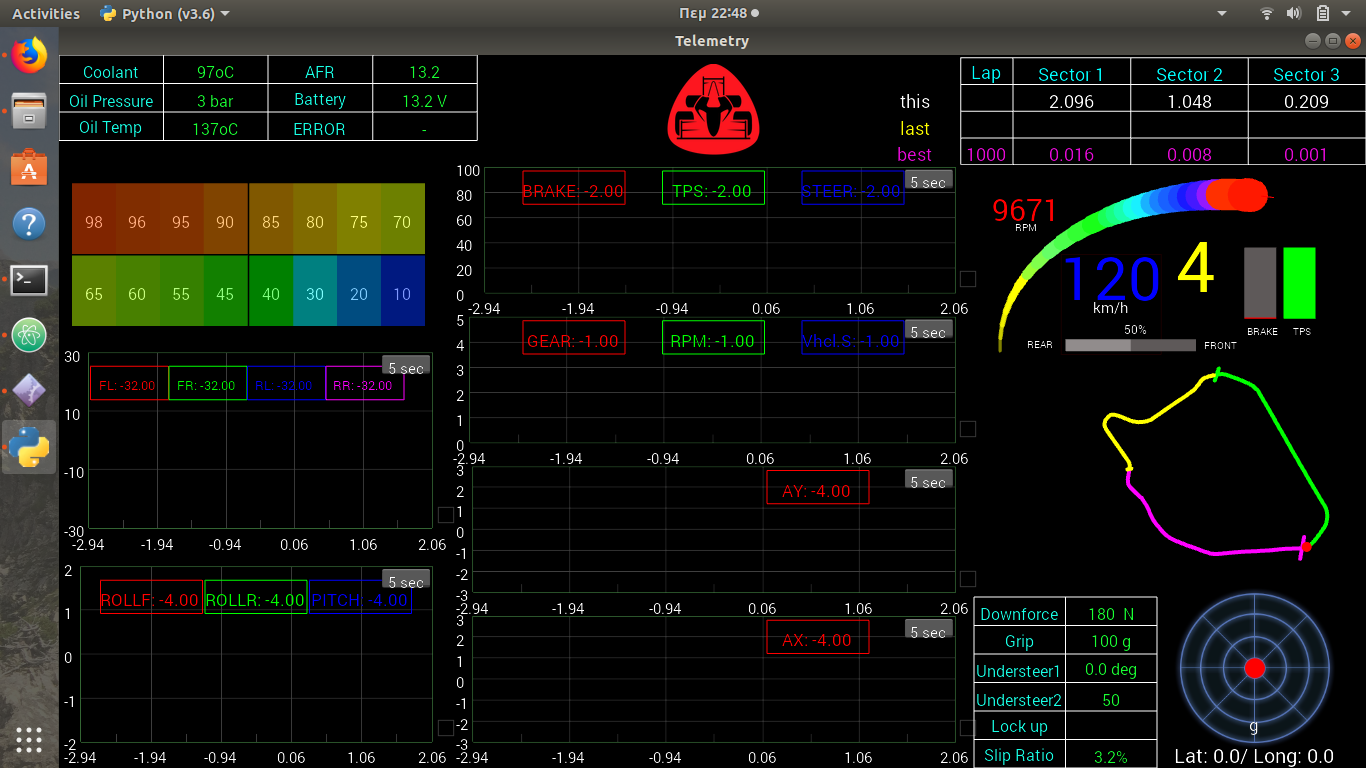 Activities Python (v3.6) Πεμ 22:48
Telemetry
Coolant 97oC AFR 13.2
Oil Pressure 3 bar Battery 13.2 V
Oil Temp 137oC ERROR -
this
last
best
Lap Sector 1 Sector 2 Sector 3
2.096 1.048 0.209
1000 0.016 0.008 0.001
98 96 95 90 85 80 75 70
65 60 55 45 40 30 20 10
100
80
60
40
20
0
BRAKE: -2.00 TPS: -2.00 STEER: -2.00 5 sec
-2.94 -1.94 -0.94 0.06 1.06 2.06
9671
RPM
120
km/h
4
BRAKE TPS
50%
REAR FRONT
5
4
3
2
1
0
GEAR: -1.00 RPM: -1.00 Vhcl.S: -1.00 5 sec
-2.94 -1.94 -0.94 0.06 1.06 2.06
30
10
-10
-30
5 sec
FL: -32.00 FR: -32.00 RL: -32.00 RR: -32.00
-2.94 -1.94 -0.94 0.06 1.06 2.06
3
2
1
0
-1
-2
-3
AY: -4.00 5 sec
-2.94 -1.94 -0.94 0.06 1.06 2.06
2
1
0
-1
-2
5 sec
ROLLF: -4.00 ROLLR: -4.00 PITCH: -4.00
-2.94 -1.94 -0.94 0.06 1.06 2.06
3
2
1
0
-1
-2
-3
AX: -4.00 5 sec
-2.94 -1.94 -0.94 0.06 1.06 2.06
Downforce 180 N
Grip 100 g
Understeer1 0.0 deg
Understeer2 50
Lock up
Slip Ratio 3.2%
g
Lat: 0.0/ Long: 0.0